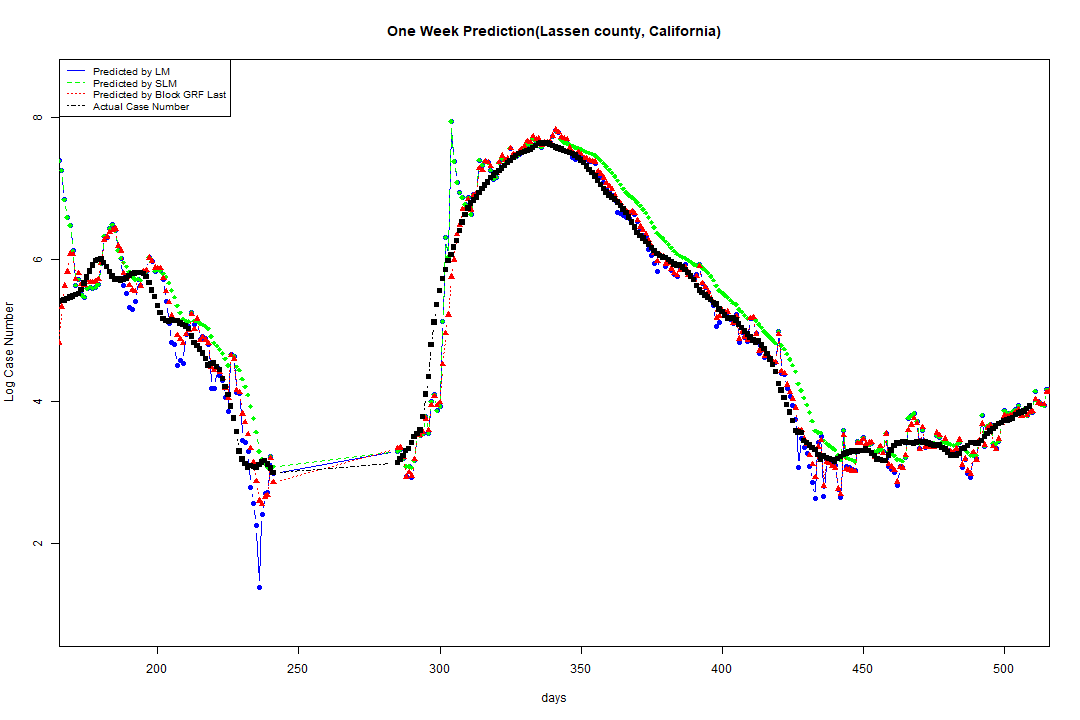 One Week Prediction(Lassen county, California)
Predicted by LM
Predicted by SLM
Predicted by Block GRF Last
Actual Case Number
8
6
4
2
Log Case Number
200 250 300 350 400 450 500
days